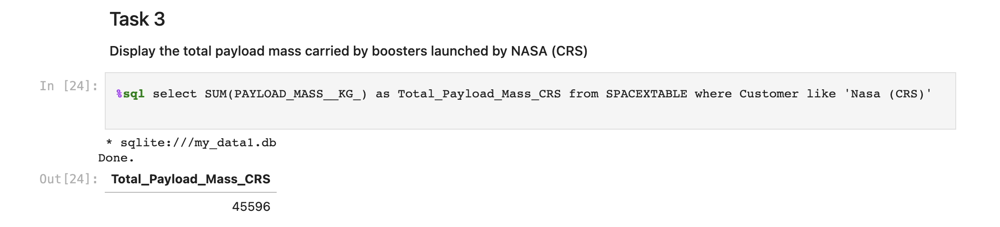 Task 3
Display the total payload mass carried by boosters launched by NASA (CRS)
In [24]:
%sql select SUM(PAYLOAD_MASS__KG_) as Total_Payload_Mass_CRS from SPACEXTABLE where Customer like 'Nasa (CRS)'
* sqlite:///my_data1.db
Done.
Out[24]:
Total_Payload_Mass_CRS
45596